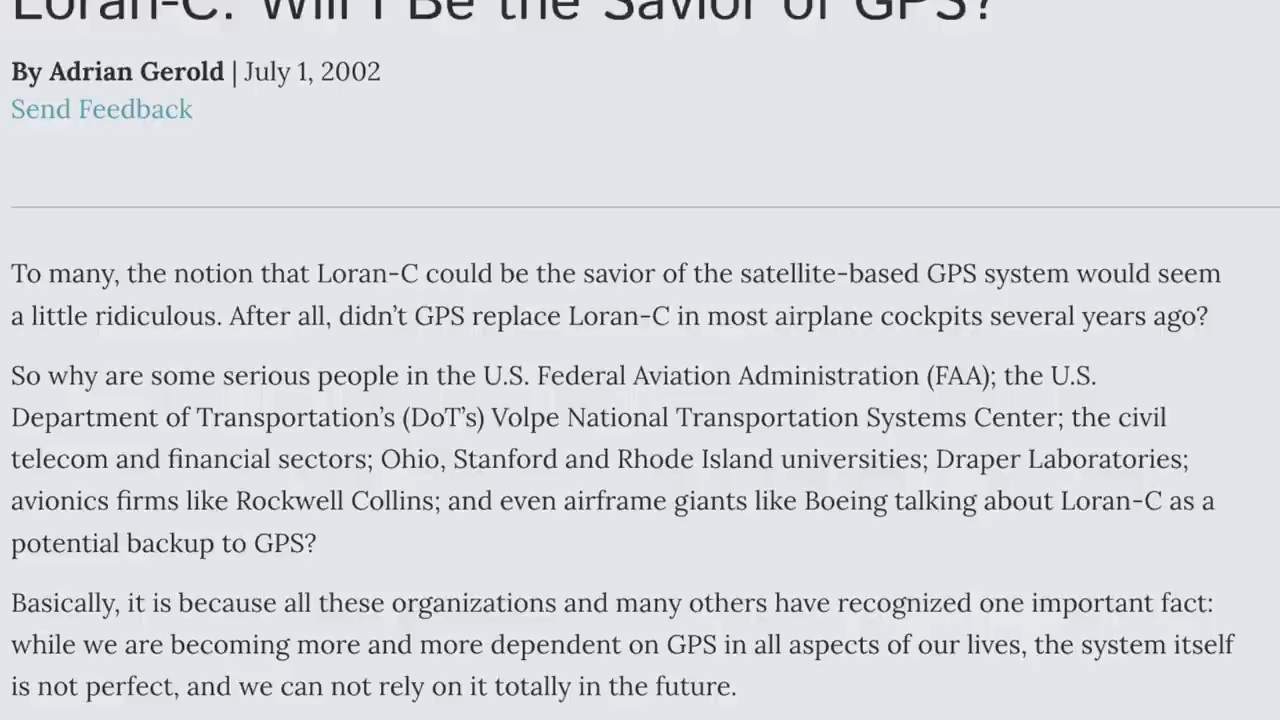 Loran-C: Will I Be the Savior of GPS?
By Adrian Gerold | July 1, 2002
Send Feedback
To many, the notion that Loran-C could be the savior of the satellite-based GPS system would seem
a little ridiculous. After all, didn’t GPS replace Loran-C in most airplane cockpits several years ago?
So why are some serious people in the U.S. Federal Aviation Administration (FAA); the U.S.
Department of Transportation’s (DoT’s) Volpe National Transportation Systems Center; the civil
telecom and financial sectors; Ohio, Stanford and Rhode Island universities; Draper Laboratories;
avionics firms like Rockwell Collins; and even airframe giants like Boeing talking about Loran-C as a
potential backup to GPS?
Basically, it is because all these organizations and many others have recognized one important fact:
while we are becoming more and more dependent on GPS in all aspects of our lives, the system itself
is not perfect, and we can not rely on it totally in the future.